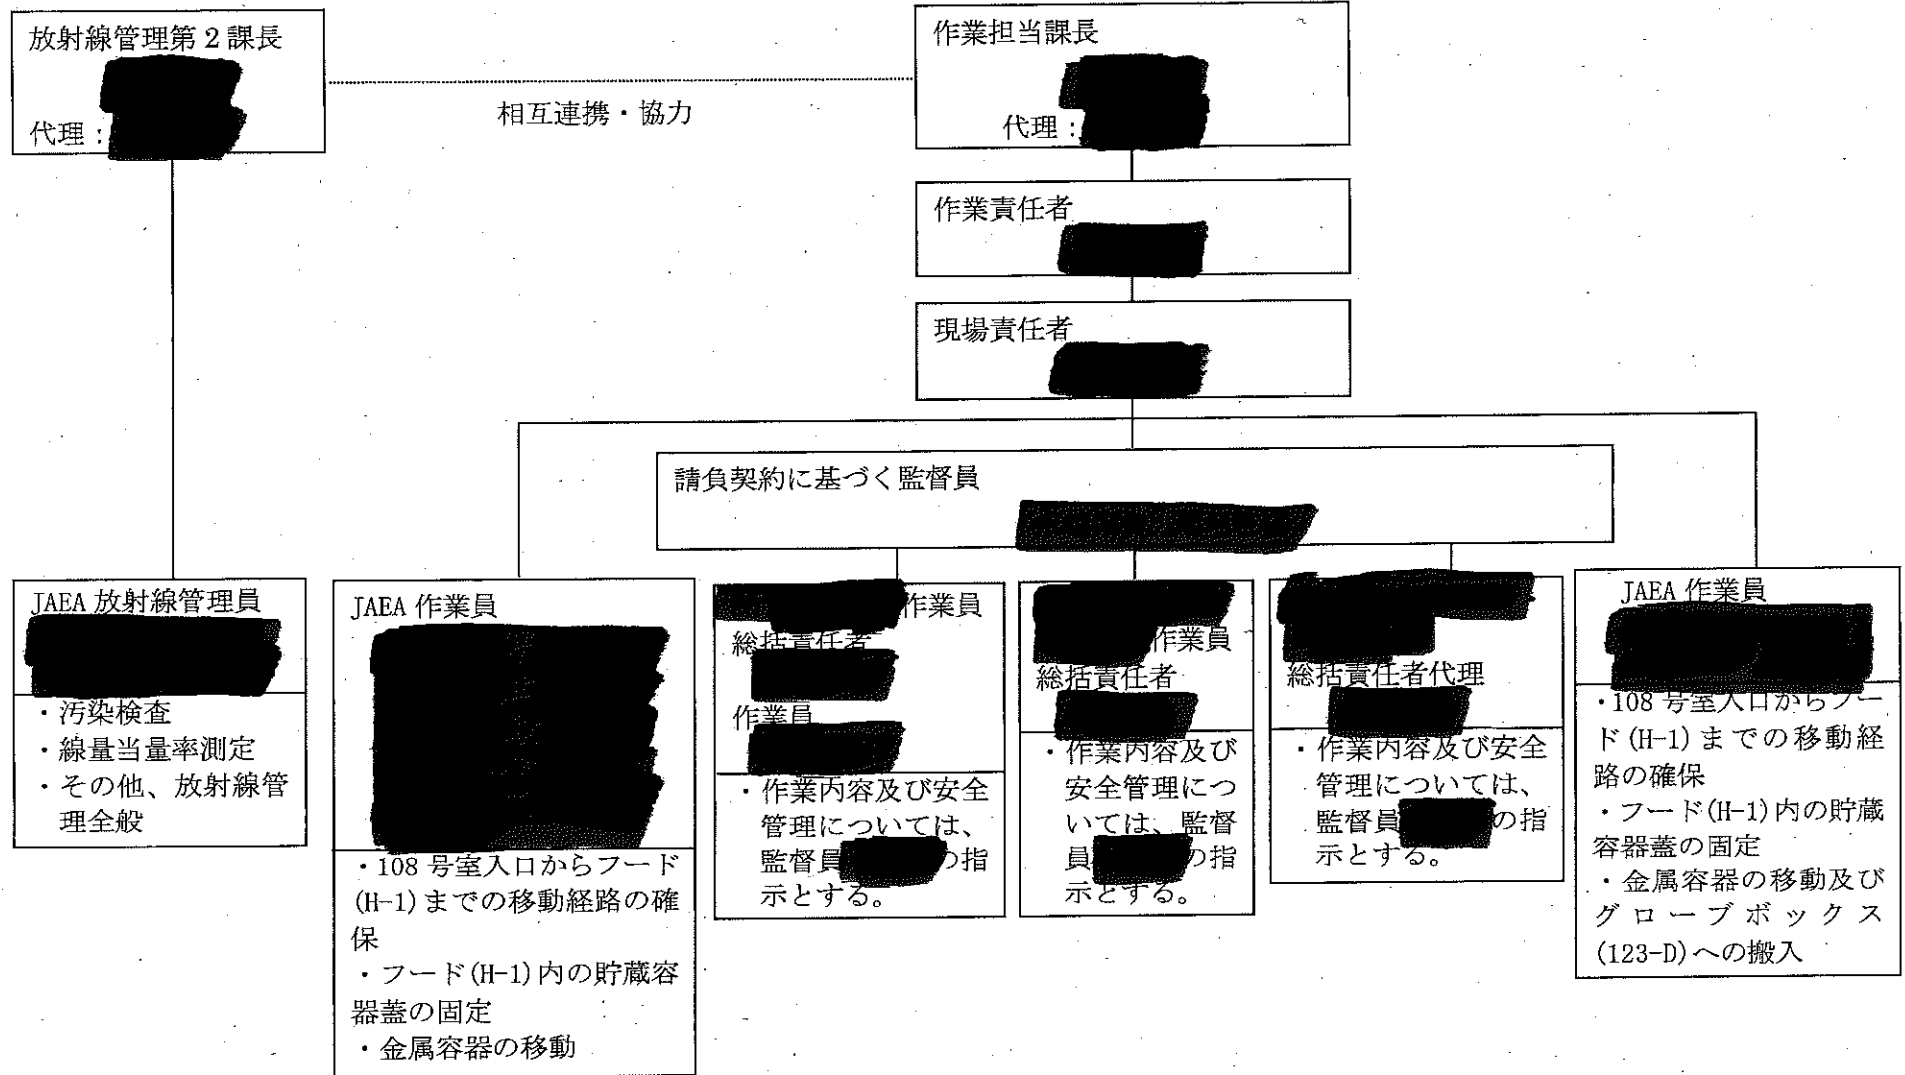 放射線管理第2課長
代理:
相互連携・協力
作業担当課長
代理:
作業責任者
現場責任者
請負契約に基づく監督員
JAEA 放射線管理員
・汚染検査
・線量当量率測定
・その他、放射線管
理全般
JAEA 作業員
・108 号室入口からフード
(H-1)までの移動経路の確
保
・フード(H-1)内の貯蔵容
器蓋の固定
・金属容器の移動
作業員
総括責任者
作業員
・作業内容及び安全
管理については、
監督員の指
示とする。
作業員
総括責任者
・作業内容及び
安全管理につ
いては、監督
員の指
示とする。
総括責任者代理
・作業内容及び安全
管理については、
監督員の指
示とする。
JAEA 作業員
・108 号室入口からフー
ド(H-1)までの移動経
路の確保
・フード(H-1)内の貯蔵
容器蓋の固定
・金属容器の移動及び
グローブボックス
(123-D)への搬入